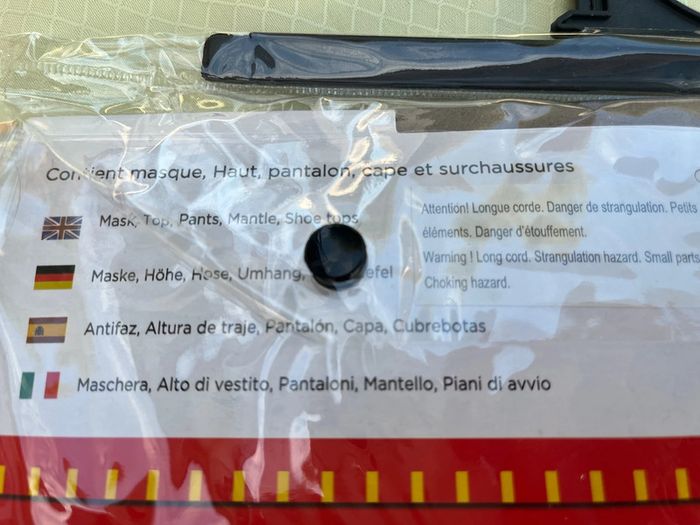 Contient masque, Haut, pantalon, cape et surchaussures
Mask, Top, Pants, Mantle, Shoe tops
Maske, Höhe, Hose, Umhang,
Antifaz, Altura de traje, Pantalón, Capa, Cubrebotas
Maschera, Alto di vestito, Pantaloni, Mantello, Piani di avvio
Attention! Longue corde. Danger de strangulation. Petits
éléments. Danger d'étouffement.
Warning ! Long cord. Strangulation hazard. Small parts
Choking hazard.